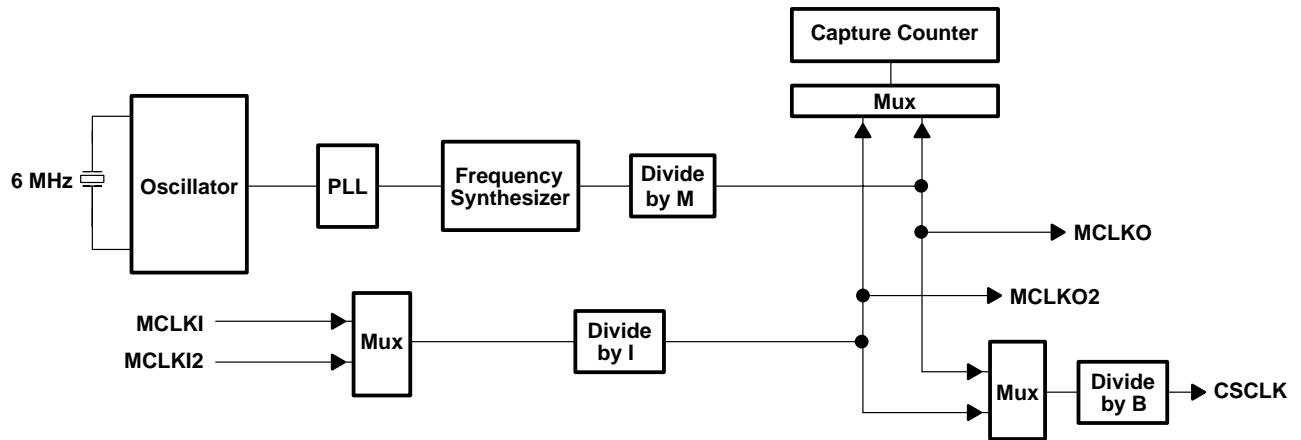 Capture Counter
Mux
6 MHz
Oscillator
PLL
Frequency
Synthesizer
Divide
by M
MCLKO
MCLKO2
MCLKI
MCLKI2
Mux
Divide
by I
Mux
Divide
by B
CSCLK